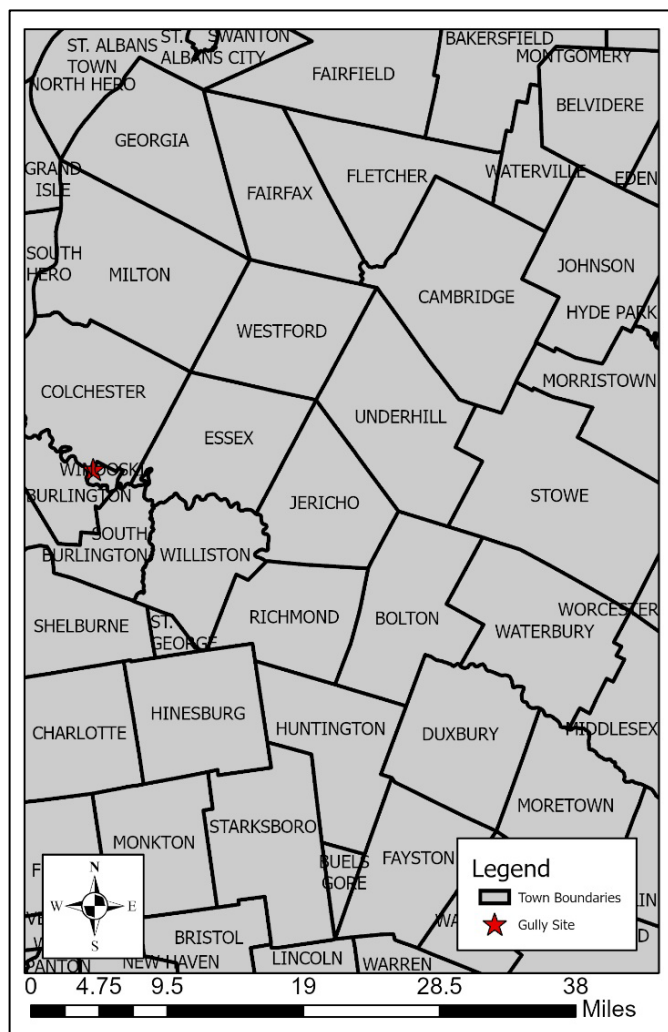 ST. ALBANS
TOWN
ST.
ALBANS CITY
SWANTON
BAKERSFIELD
MONTGOMERY
FAIRFIELD
NORTH HERO
BELVIDERE
GEORGIA
GRAND
ISLE
FAIRFAX
FLETCHER
WATERVILLE
EDEN
SOUTH
HERO
MILTON
CAMBRIDGE
JOHNSON
HYDE PARK
WESTFORD
MORRISTOWN
COLCHESTER
ESSEX
UNDERHILL
BURLINGTON
JERICHO
STOWE
SOUTH
BURLINGTON
WILLISTON
SHELBURNE
ST.
GEORGE
RICHMOND
BOLTON
WORCESTER
WATERBURY
CHARLOTTE
HINESBURG
HUNTINGTON
DUXBURY
MIDDLESEX
MORETOWN
MONKTON
STARKSBORO
BUELS
GORE
FAYSTON
F
N
W E
S
VE
W
PANTON
NEW HAVEN
BRISTOL
LINCOLN
WARREN
WA
IN
D
Legend
Town Boundaries
Gully Site
0 4.75 9.5 19 28.5 38
Miles